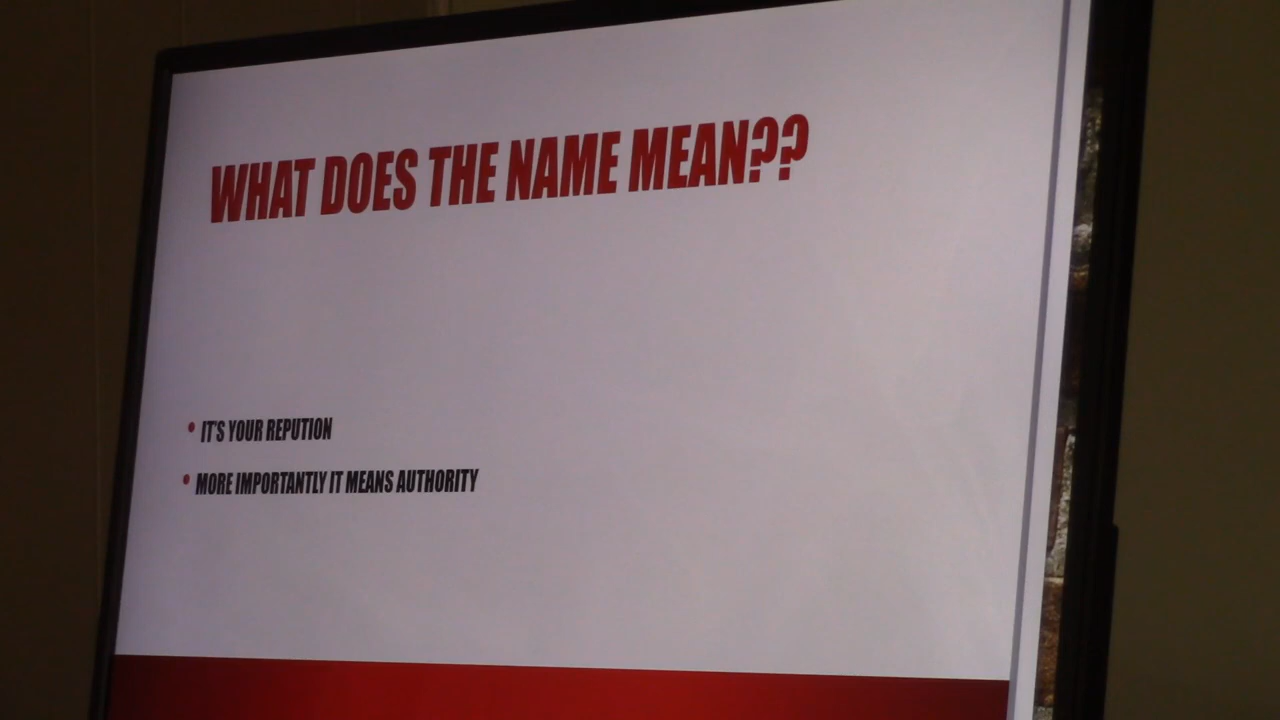 WHAT DOES THE NAME MEAN??
• IT'S YOUR REPUTION
• MORE IMPORTANTLY IT MEANS AUTHORITY